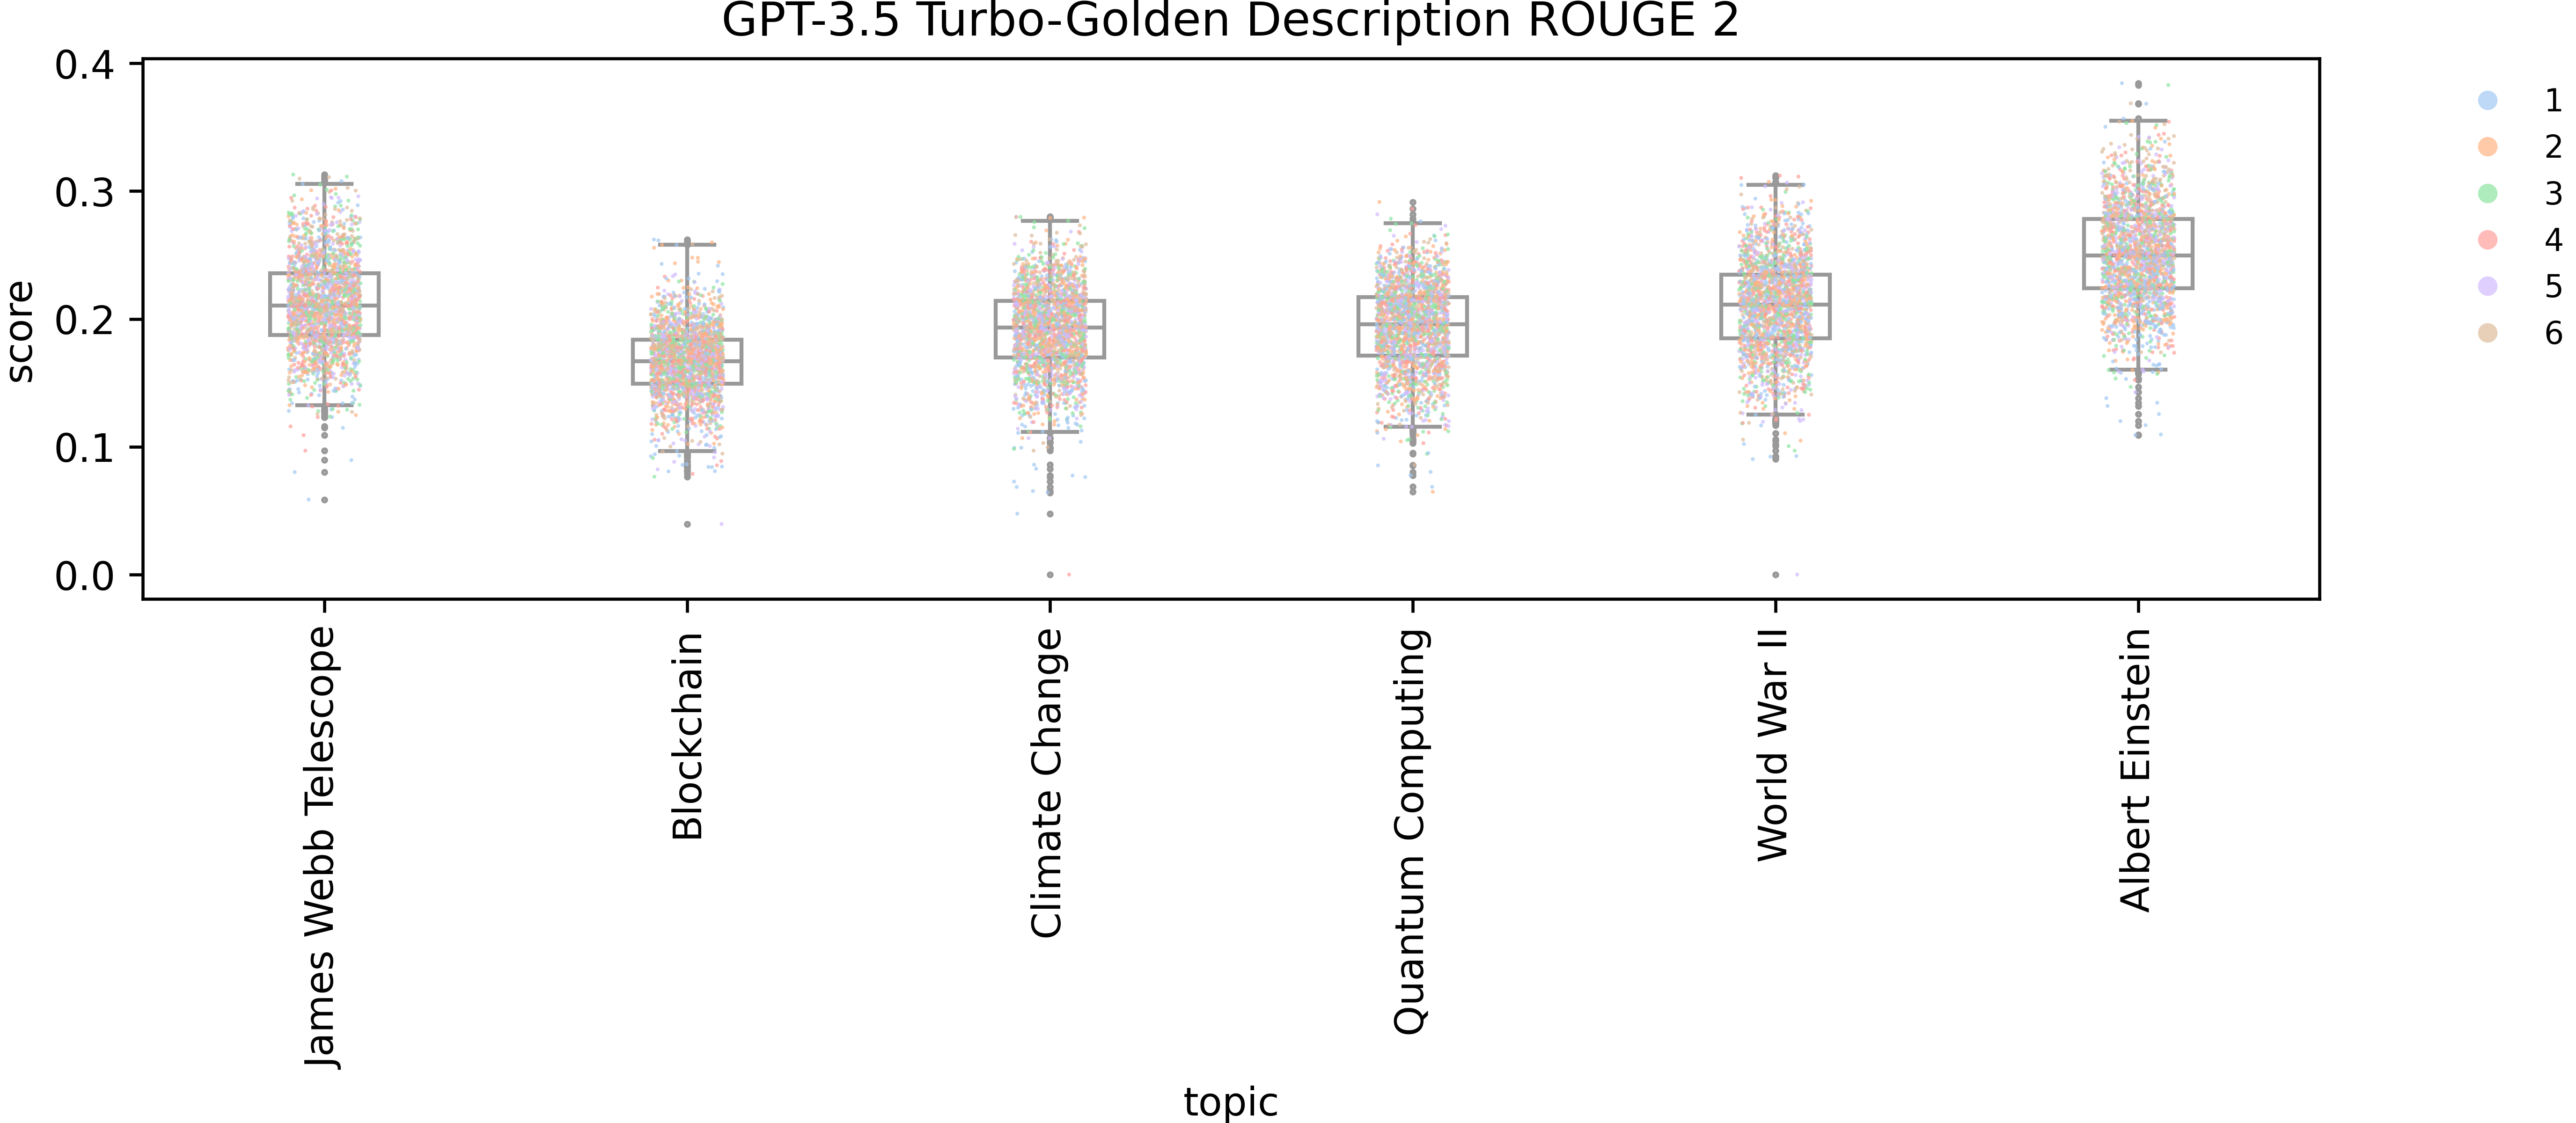 GPT-3.5 Turbo-Golden Description ROUGE 2
score
0.4
0.3
0.2
0.1
0.0
1
2
3
4
5
6
James Webb Telescope
Blockchain
Climate Change
Quantum Computing
World War II
Albert Einstein
topic